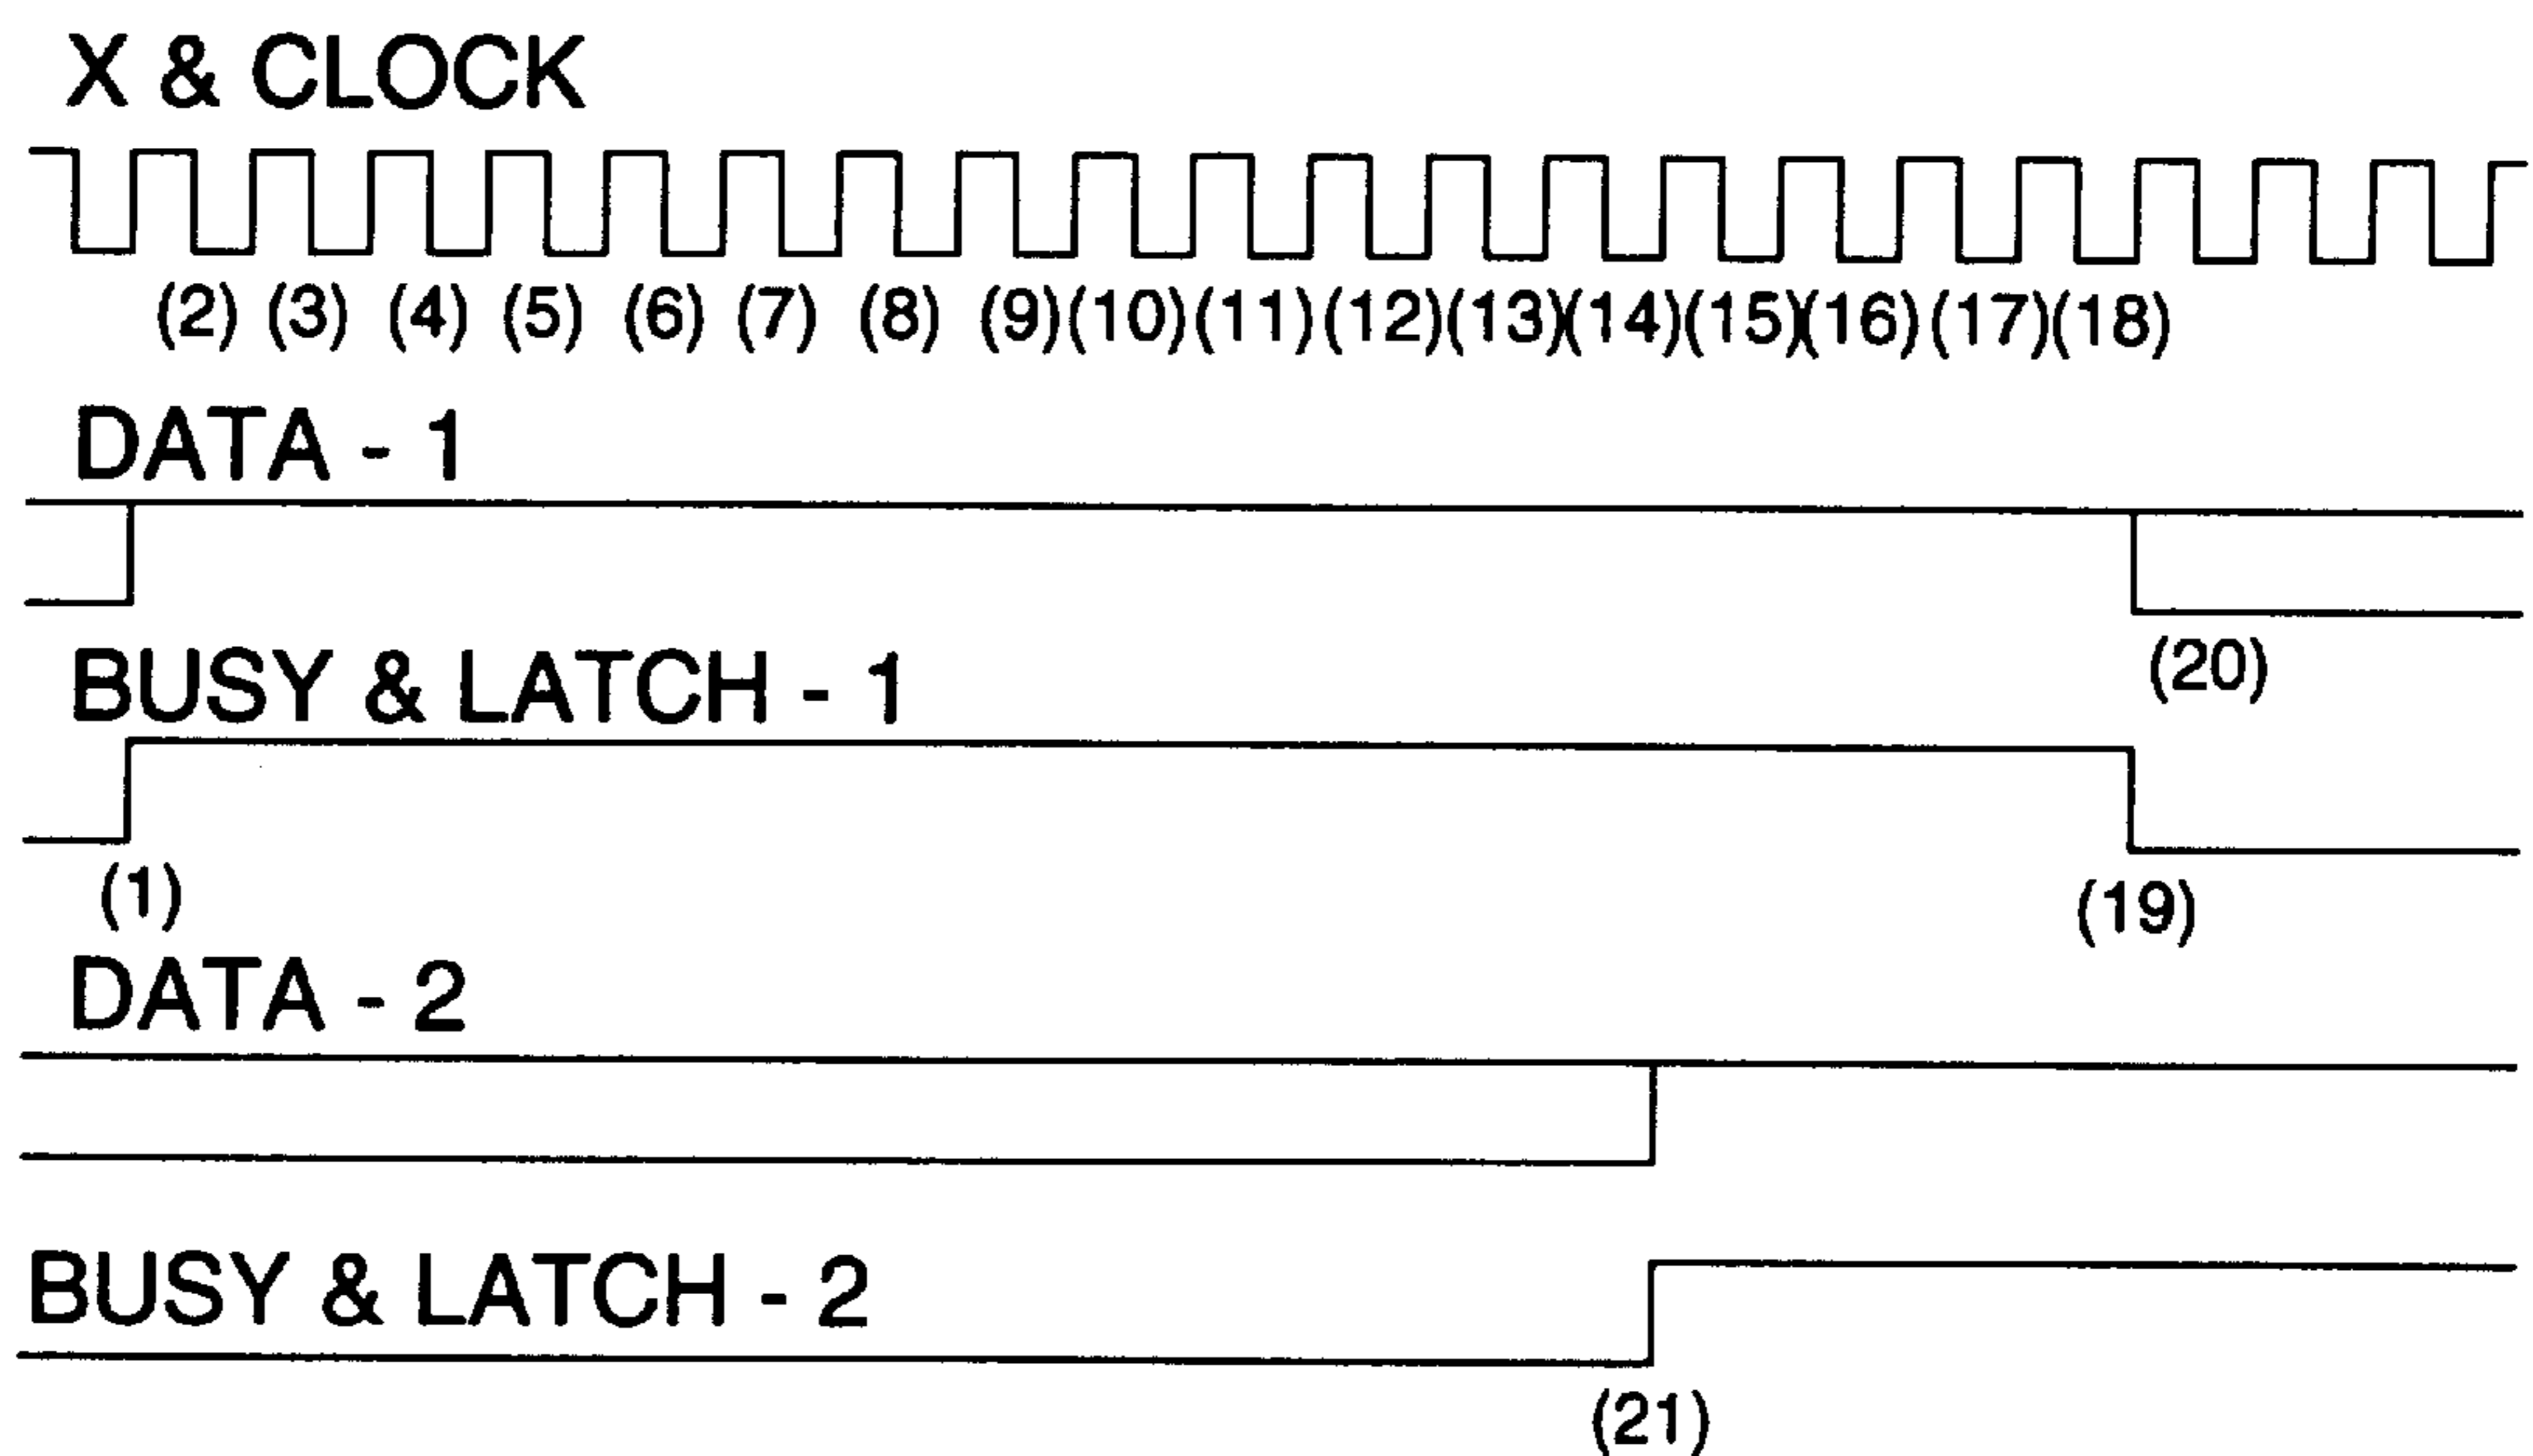 X & CLOCK
(2) (3) (4) (5) (6) (7) (8) (9) (10) (11) (12) (13) (14) (15) (16) (17) (18)
DATA - 1
(20)
BUSY & LATCH - 1
(1)
(19)
DATA - 2
BUSY & LATCH - 2
(21)